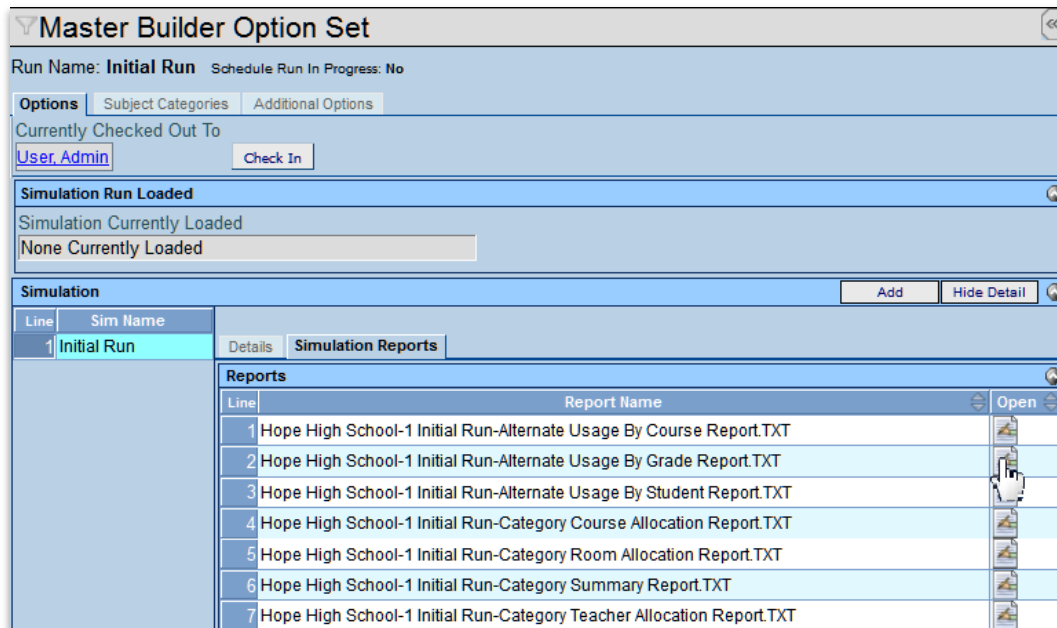 Master Builder Option Set
Run Name: Initial Run Schedule Run In Progress: No
Options Subject Categories Additional Options
Currently Checked Out To
User, Admin Check In
Simulation Run Loaded
Simulation Currently Loaded
None Currently Loaded
Simulation Add Hide Detail
Line Sim Name
1 Initial Run
Details Simulation Reports
Reports
Line Report Name Open
1 Hope High School-1 Initial Run-Alternate Usage By Course Report.TXT
2 Hope High School-1 Initial Run-Alternate Usage By Grade Report.TXT
3 Hope High School-1 Initial Run-Alternate Usage By Student Report.TXT
4 Hope High School-1 Initial Run-Category Course Allocation Report.TXT
5 Hope High School-1 Initial Run-Category Room Allocation Report.TXT
6 Hope High School-1 Initial Run-Category Summary Report.TXT
7 Hope High School-1 Initial Run-Category Teacher Allocation Report.TXT